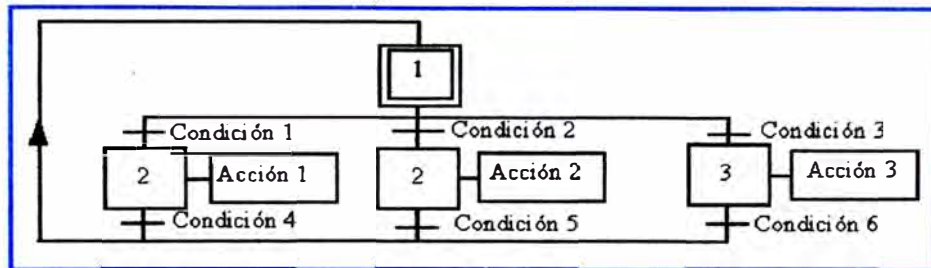 1
Condición 1 Condición 2 Condición 3
2 Acción 1 2 Acción 2 3 Acción 3
Condición 4 Condición 5 Condición 6